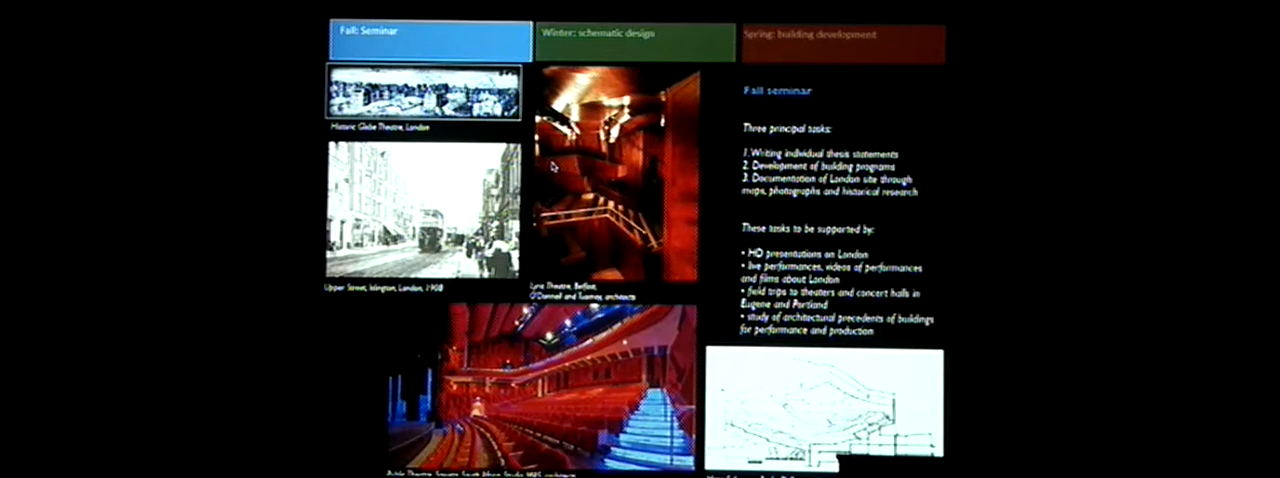 Fall: Seminar
Winter: schematic design
Spring: building development
Historic Globe Theatre, London
Upper Street, Islington, London, 1908
Lyric Theatre, Belfast,
O'Donnell and Tuomey, architects
Fall seminar
Three principal tasks:
1. Writing individual thesis statements
2. Development of building programs
3. Documentation of London site through
maps, photographs and historical research
These tasks to be supported by:
• HD presentations on London
• live performances, videos of performances
and films about London
• field trips to theaters and concert halls in
Eugene and Portland
• study of architectural precedents of buildings
for performance and production